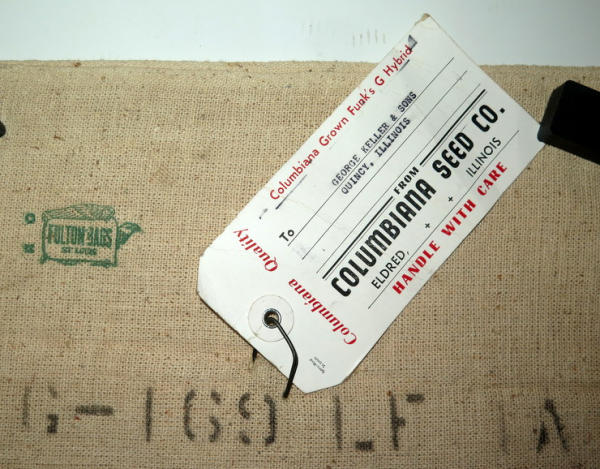 Columbiana Grown Funk's G Hybrid
To
GEORGE KELLER & SONS
QUINCY, ILLINOIS
FROM
COLUMBIANA SEED CO.
ELDRED, + + ILLINOIS
HANDLE WITH CARE
Columbiana Quality
FULTON BAGS
ST. LOUIS
G-169 LF 1A